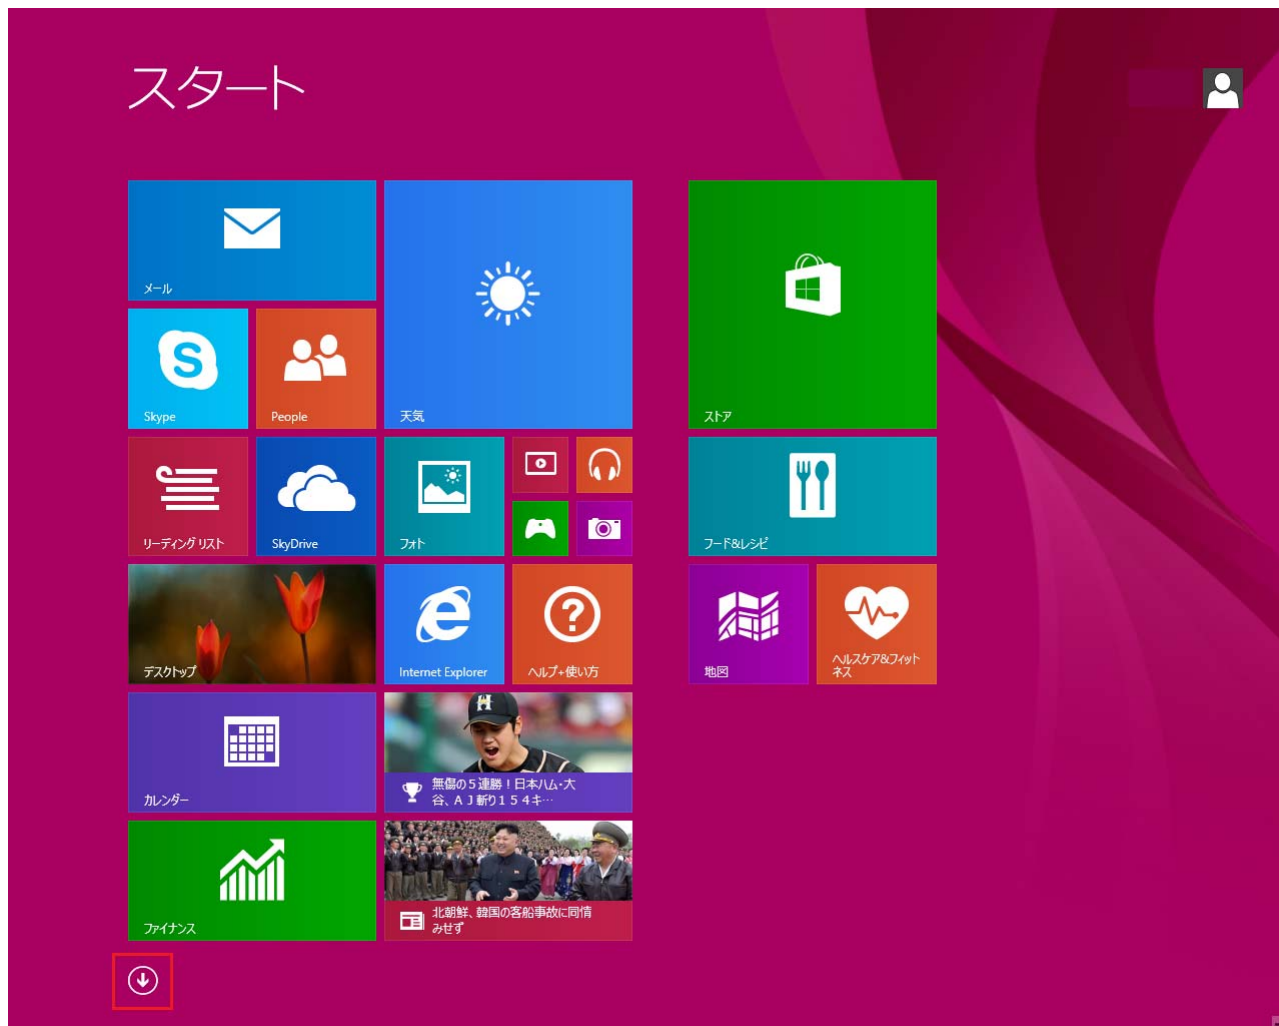 スタート
メール
天気
ストア
Skype
People
リーディング リスト
SkyDrive
フォト
フード&レシピ
デスクトップ
Internet Explorer
ヘルプ+使い方
地図
ヘルスケア&フィット
ネス
カレンダー
無傷の５連勝！日本ハム・大
谷、ＡＪ斬り１５４キ…
ファイナンス
北朝鮮、韓国の客船事故に同情
みせず